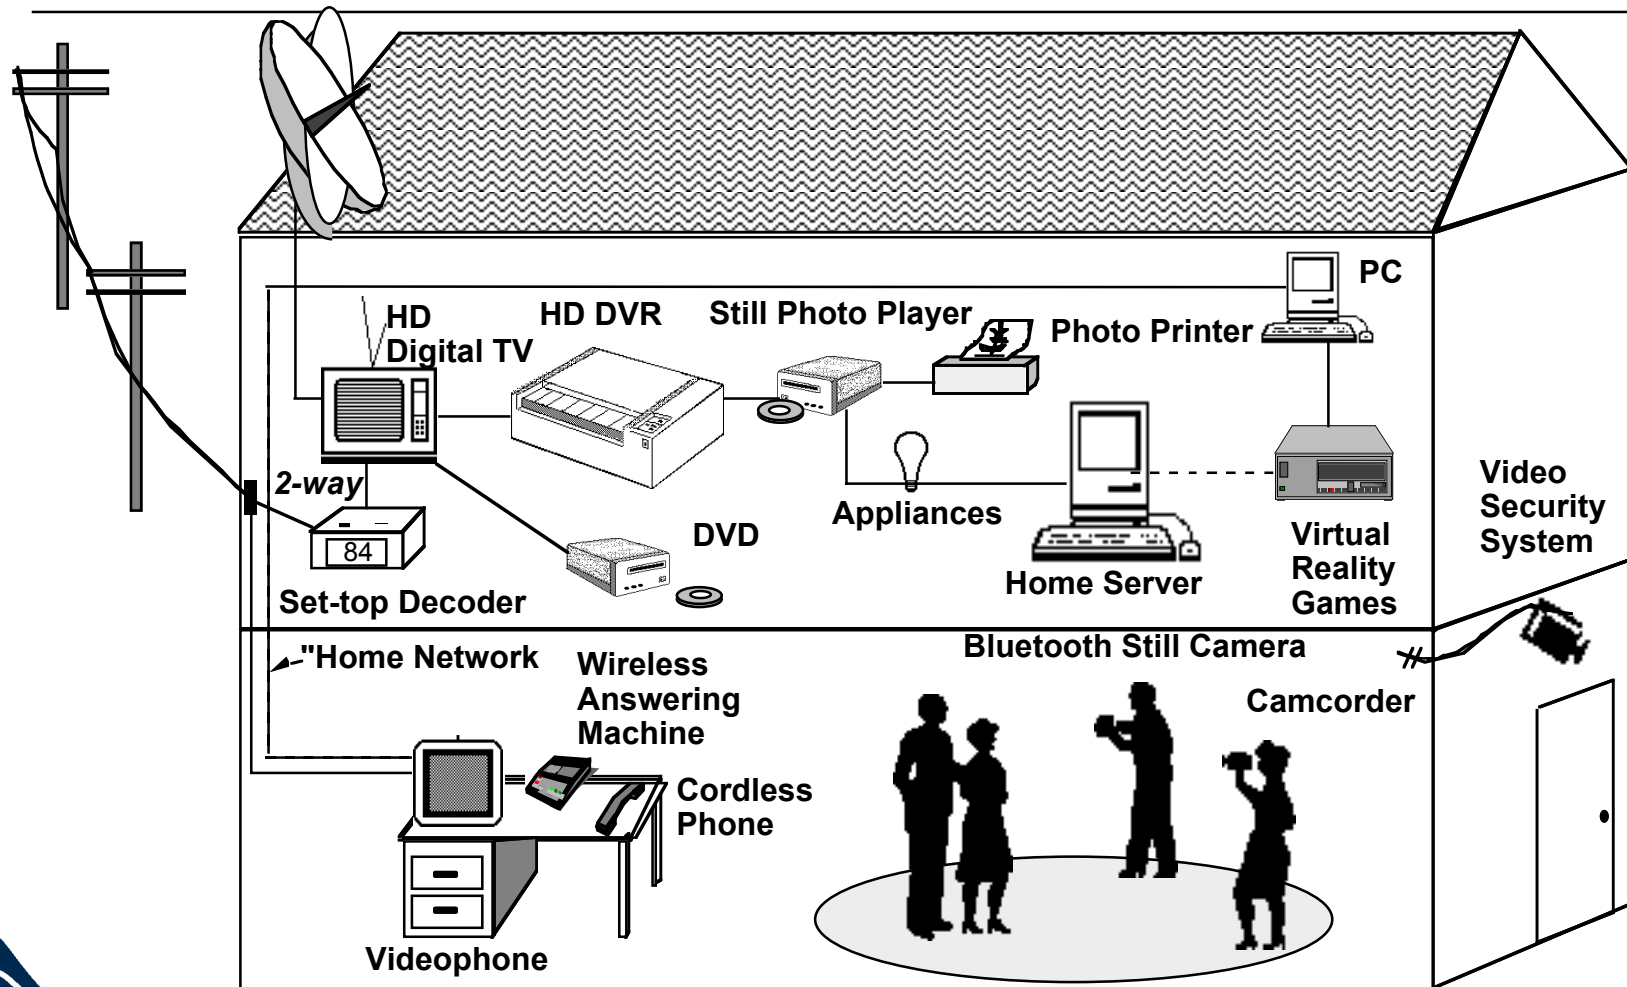 PC
HD
Digital TV
HD DVR
Still Photo Player
Photo Printer
2-way
84
Set-top Decoder
DVD
Appliances
Home Server
Virtual
Reality
Games
Video
Security
System
"Home Network
Wireless
Answering
Machine
Cordless
Phone
Videophone
Bluetooth Still Camera
Camcorder